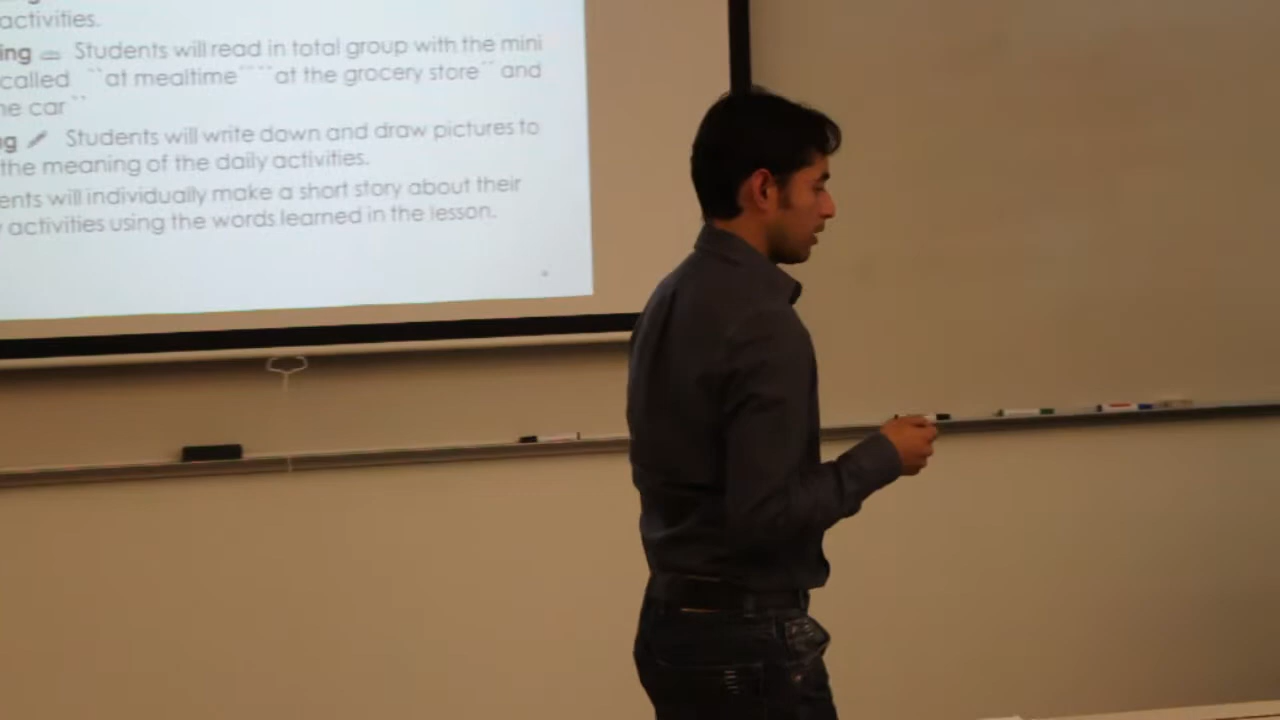 activities.
ing Students will read in total group with the mini
called ``at mealtime´´ ´´at the grocery store`` and
he car``
g Students will write down and draw pictures to
the meaning of the daily activities.
ents will individually make a short story about their
activities using the words learned in the lesson.